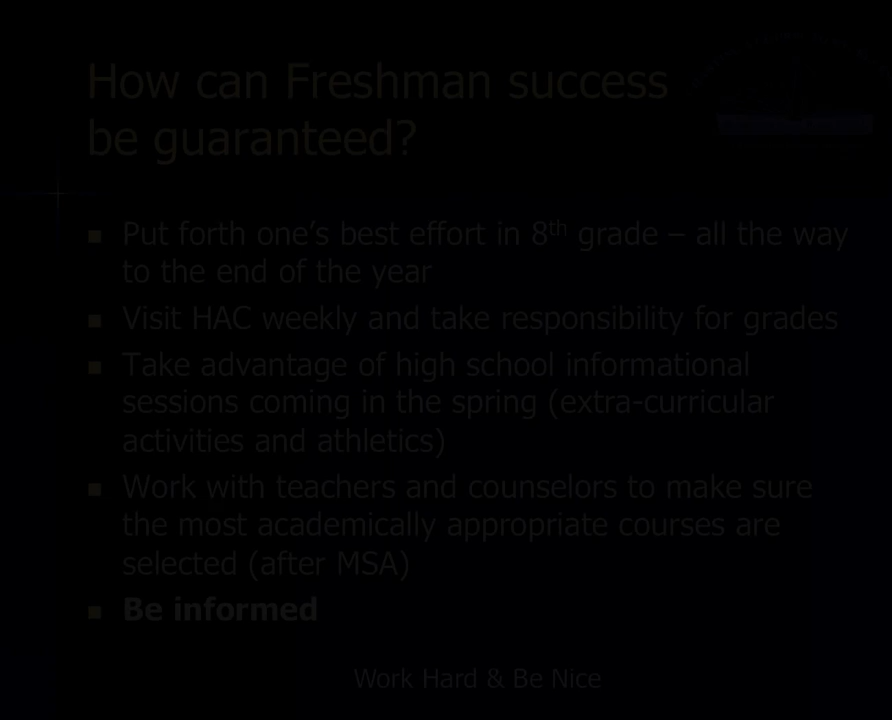 How can Freshman success
be guaranteed?
■ Put forth one's best effort in 8th grade – all the way
to the end of the year
■ Visit HAC weekly and take responsibility for grades
■ Take advantage of high school informational
sessions coming in the spring (extra-curricular
activities and athletics)
■ Work with teachers and counselors to make sure
the most academically appropriate courses are
selected (after MSA)
■ Be informed
Work Hard & Be Nice